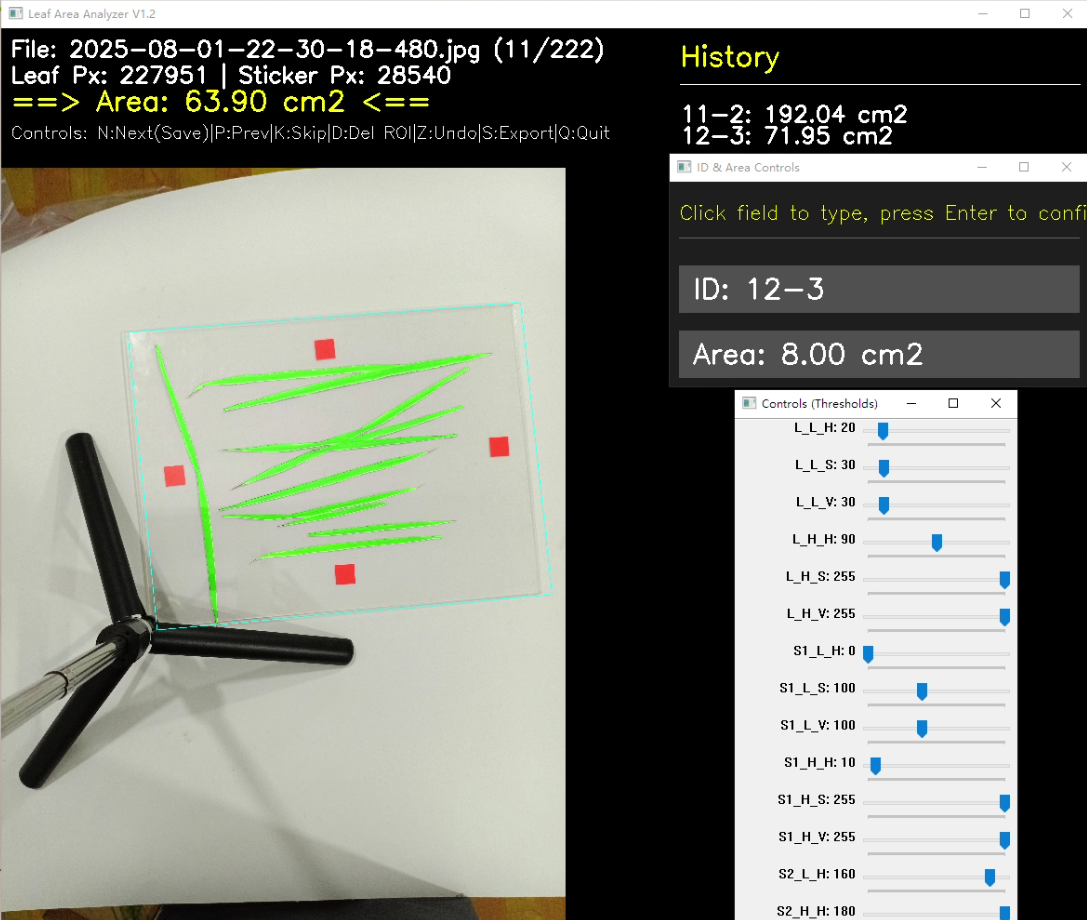 Leaf Area Analyzer V1.2
File: 2025-08-01-22-30-18-480.jpg (11/222)
Leaf Px: 227951 | Sticker Px: 28540
==> Area: 63.90 cm2 <==
Controls: N:Next(Save)|P:Prev|K:Skip|D:Del ROI|Z:Undo|S:Export|Q:Quit
History
11-2: 192.04 cm2
12-3: 71.95 cm2
ID & Area Controls
Click field to type, press Enter to confi
ID: 12-3
Area: 8.00 cm2
Controls (Thresholds)
L_L_H: 20
L_L_S: 30
L_L_V: 30
L_H_H: 90
L_H_S: 255
L_H_V: 255
S1_L_H: 0
S1_L_S: 100
S1_L_V: 100
S1_H_H: 10
S1_H_S: 255
S1_H_V: 255
S2_L_H: 160
S2_H_H: 180